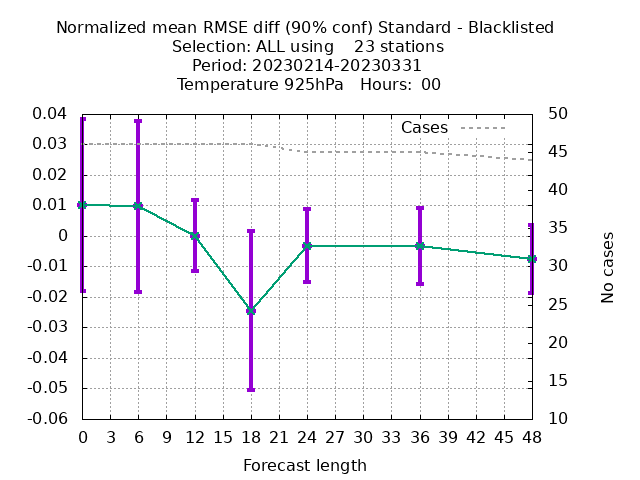 Normalized mean RMSE diff (90% conf) Standard - Blacklisted
Selection: ALL using    23 stations
Period: 20230214-20230331
Temperature 925hPa   Hours:  00
Cases
0.04
0.03
0.02
0.01
0
-0.01
-0.02
-0.03
-0.04
-0.05
-0.06
50
45
40
35
30
25
20
15
10
No cases
0 3 6 9 12 15 18 21 24 27 30 33 36 39 42 45 48
Forecast length